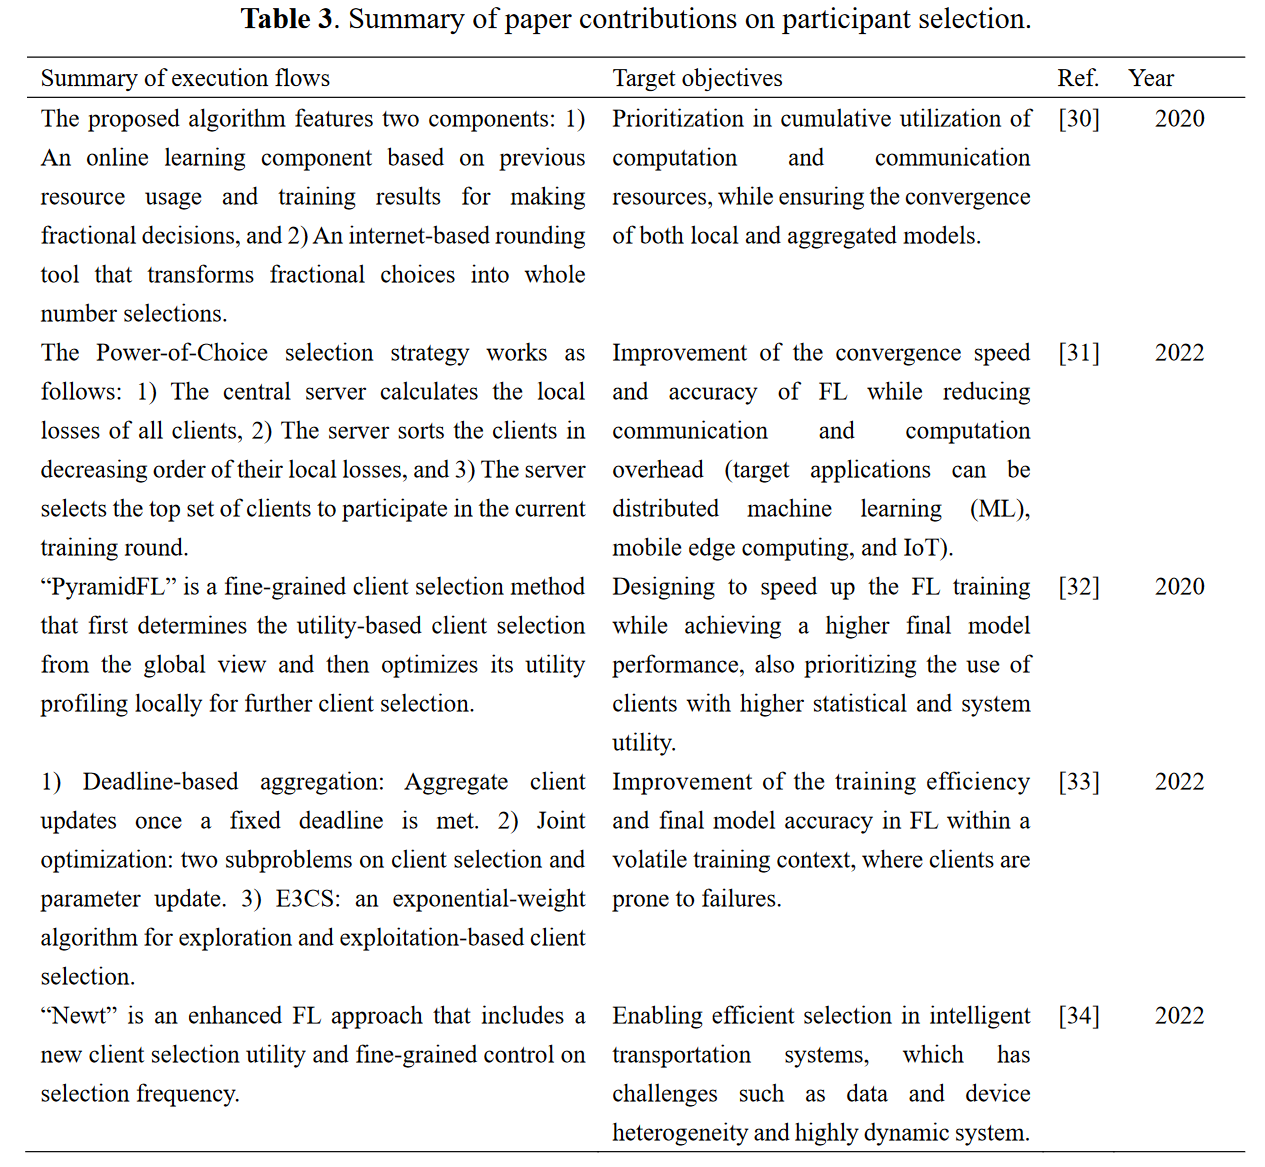 Table 3. Summary of paper contributions on participant selection.
Summary of execution flows Target objectives Ref. Year
The proposed algorithm features two components: 1)
An online learning component based on previous
resource usage and training results for making
fractional decisions, and 2) An internet-based rounding
tool that transforms fractional choices into whole
number selections.
Prioritization in cumulative utilization of
computation and communication
resources, while ensuring the convergence
of both local and aggregated models.
[30] 2020
The Power-of-Choice selection strategy works as
follows: 1) The central server calculates the local
losses of all clients, 2) The server sorts the clients in
decreasing order of their local losses, and 3) The server
selects the top set of clients to participate in the current
training round.
Improvement of the convergence speed
and accuracy of FL while reducing
communication and computation
overhead (target applications can be
distributed machine learning (ML),
mobile edge computing, and IoT).
[31] 2022
“PyramidFL” is a fine-grained client selection method
that first determines the utility-based client selection
from the global view and then optimizes its utility
profiling locally for further client selection.
Designing to speed up the FL training
while achieving a higher final model
performance, also prioritizing the use of
clients with higher statistical and system
utility.
[32] 2020
1) Deadline-based aggregation: Aggregate client
updates once a fixed deadline is met. 2) Joint
optimization: two subproblems on client selection and
parameter update. 3) E3CS: an exponential-weight
algorithm for exploration and exploitation-based client
selection.
Improvement of the training efficiency
and final model accuracy in FL within a
volatile training context, where clients are
prone to failures.
[33] 2022
“Newt” is an enhanced FL approach that includes a
new client selection utility and fine-grained control on
selection frequency.
Enabling efficient selection in intelligent
transportation systems, which has
challenges such as data and device
heterogeneity and highly dynamic system.
[34] 2022